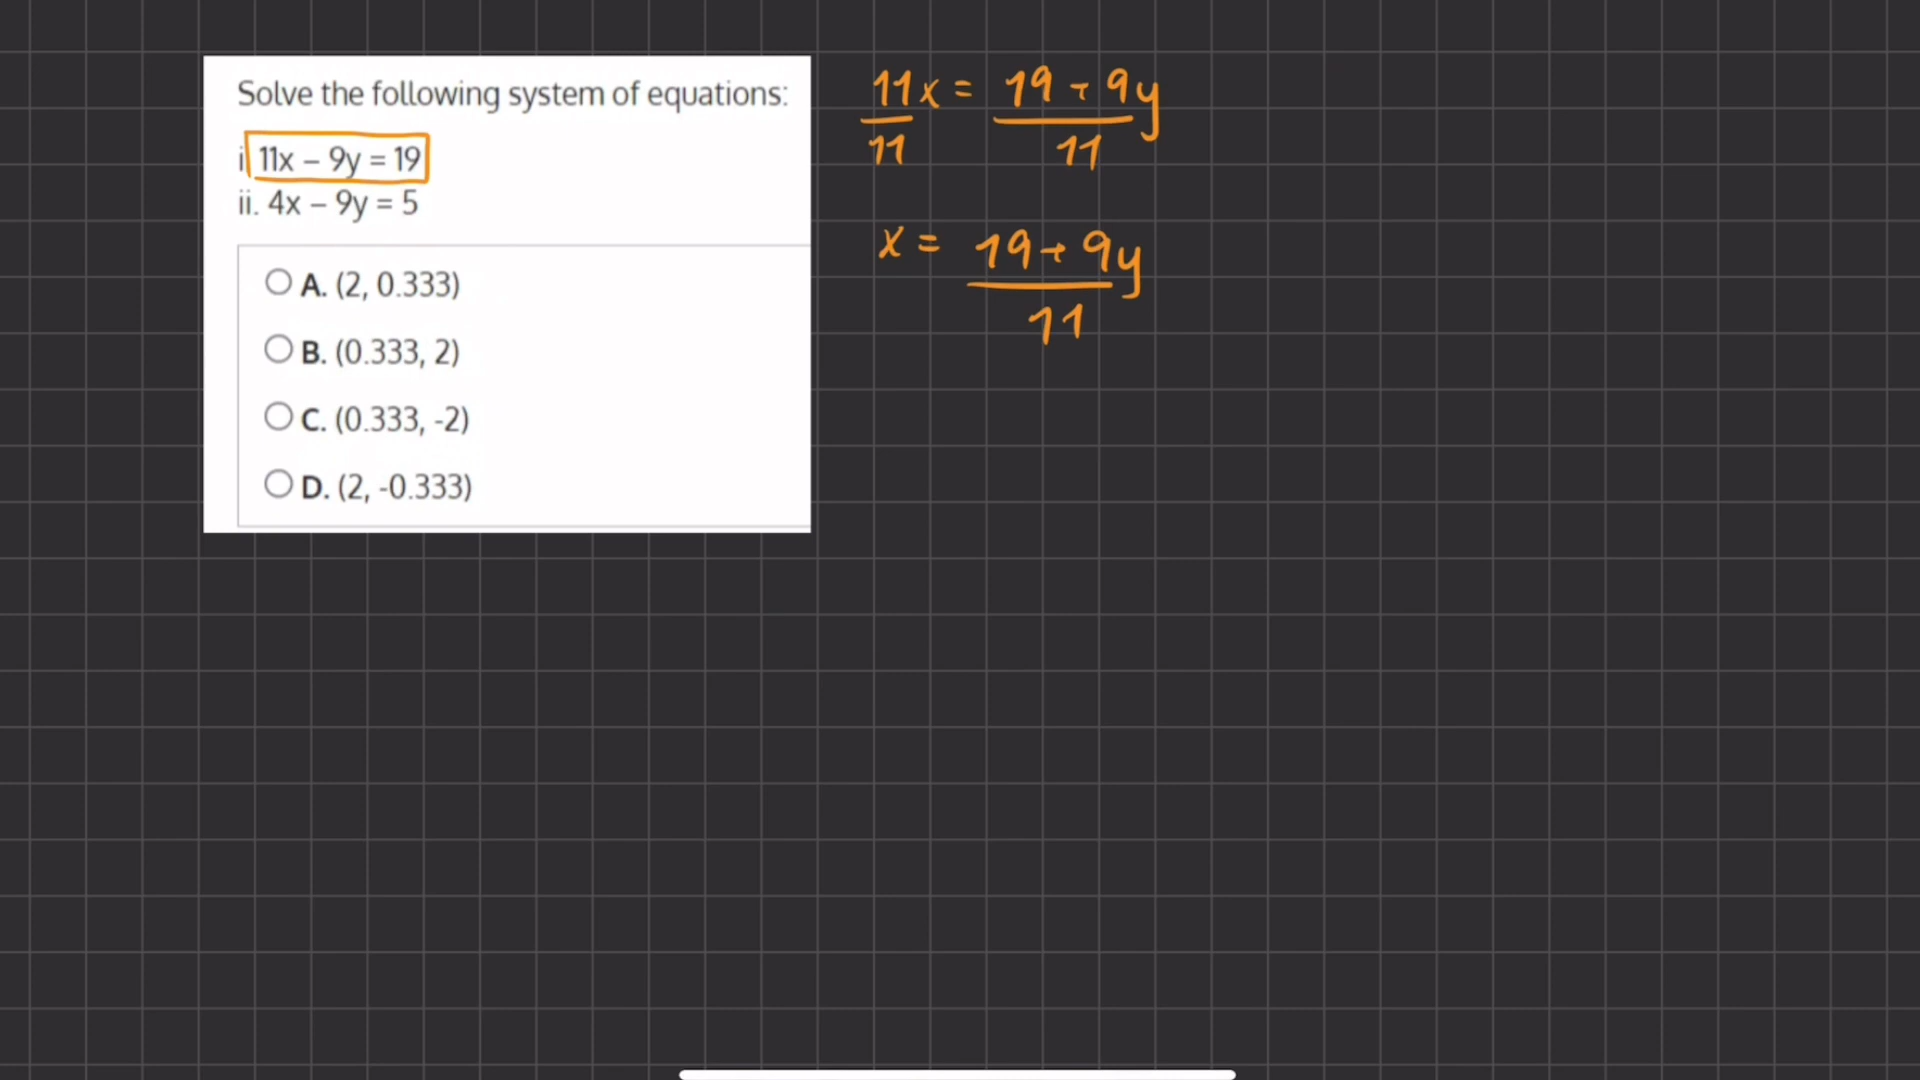 Solve the following system of equations:
i 11x – 9y = 19
ii. 4x – 9y = 5
A. (2, 0.333)
B. (0.333, 2)
C. (0.333, -2)
D. (2, -0.333)
11x = 19 + 9y
11 11
x = 19 + 9y
11